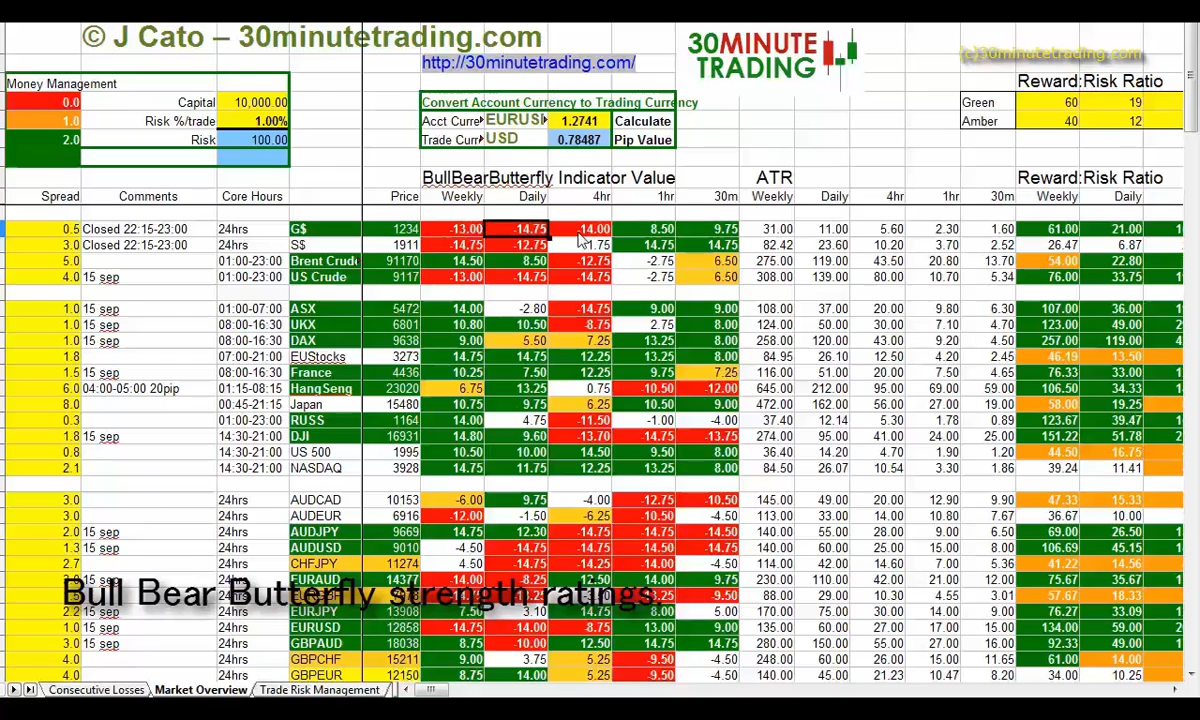 © J Cato – 30minutetrading.com
http://30minutetrading.com/
30MINUTE
TRADING
(c)30minutetrading.com
Money Management
Reward:Risk Ratio
0.0 Capital 10,000.00 Convert Account Currency to Trading Currency Green 60 19
1.0 Risk %/trade 1.00% Acct Curre EURUSI 1.2741 Calculate Amber 40 12
2.0 Risk 100.00 Trade Curr USD 0.78487 Pip Value
BullBearButterfly Indicator Value ATR Reward:Risk Ratio
Spread Comments Core Hours Price Weekly Daily 4hr 1hr 30m Weekly Daily 4hr 1hr 30m Weekly Daily
0.5 Closed 22:15-23:00 24hrs G$ 1234 -13.00 -14.75 -14.00 8.50 9.75 31.00 11.00 5.60 2.30 1.60 61.00 21.00
3.0 Closed 22:15-23:00 24hrs S$ 1911 -14.75 -12.75 1.75 14.75 14.75 82.42 23.60 10.20 3.70 2.30 26.47 6.87
5.0 01:00-23:00 Brent Crude 91170 14.50 8.50 -12.75 -2.75 6.50 275.00 119.00 43.50 20.80 13.70 54.00 22.80
4.0 15 sep 01:00-23:00 US Crude 9117 -13.00 -14.75 -14.75 -2.75 6.50 308.00 139.00 80.00 10.70 5.34 76.00 33.75
1.0 15 sep 01:00-07:00 ASX 5472 14.00 -2.80 -14.75 9.00 9.00 108.00 37.00 20.00 9.80 6.30 107.00 36.00
1.0 15 sep 08:00-16:30 UKX 6801 10.80 10.50 -8.75 2.75 8.00 124.00 50.00 30.00 7.10 4.70 123.00 49.00
1.0 15 sep 08:00-16:30 DAX 9638 9.00 5.50 7.25 13.25 8.00 258.00 120.00 43.00 9.20 4.30 257.00 119.00
1.8 07:00-21:00 EUStocks 3273 14.75 14.75 12.25 13.25 8.00 84.95 26.10 12.50 4.20 2.45 46.19 13.50
1.5 15 sep 08:00-16:30 France 4436 10.25 7.50 12.25 9.75 7.25 116.00 51.00 20.00 7.50 4.75 76.33 33.00
6.0 04:00-05:00 20pip 01:15-08:15 HangSeng 23020 6.75 13.25 0.75 -10.50 -12.00 645.00 212.00 95.00 69.00 59.00 106.50 34.33
8.0 00:45-21:15 Japan 15480 10.75 9.75 6.25 10.50 9.00 472.00 162.00 56.00 27.00 19.00 58.00 19.25
0.3 01:00-23:00 RUSS 1164 14.00 4.75 -11.50 -1.00 -4.00 37.40 12.14 5.30 1.78 0.89 123.67 39.47
1.8 15 sep 14:30-21:00 DJI 16931 14.80 9.60 -13.70 -14.75 -13.75 274.00 95.00 41.00 24.00 25.00 151.22 51.78
0.8 14:30-21:00 US 500 1995 10.50 10.00 14.50 9.50 8.00 36.40 14.20 4.70 1.90 1.20 44.50 16.75
2.1 14:30-21:00 NASDAQ 3928 14.75 11.75 12.25 13.25 8.00 84.50 26.07 10.54 3.30 1.86 39.24 11.41
3.0 24hrs AUDCAD 10153 -6.00 9.75 -4.00 -12.75 -10.50 145.00 49.00 20.00 12.90 9.90 47.33 15.33
3.0 24hrs AUDEUR 6916 -12.00 -1.50 -6.25 -10.50 -4.50 113.00 33.00 14.00 10.80 7.67 36.67 10.00
2.0 15 sep 24hrs AUDJPY 9669 14.75 12.30 -14.75 -14.75 -14.50 140.00 55.00 28.00 9.00 9.00 69.00 26.50
1.3 15 sep 24hrs AUDUSD 9010 -4.50 -14.75 -14.50 -14.50 -14.75 140.00 60.00 25.00 15.00 8.00 106.69 45.15
2.7 24hrs CHFJPY 11274 4.50 -14.75 -14.75 -14.75 -14.50 114.00 42.00 14.60 7.40 5.36 41.22 14.56
15 sep 24hrs EURAUD 14377 -14.00 -8.25 12.50 14.50 9.75 230.00 110.00 42.00 20.00 10.00 75.67 35.67
24hrs -13.25 -9.50 88.00 29.00 10.30 4.55 3.01 57.67 18.33
Bull Bear Butterfly strength ratings
2.2 15 sep 24hrs EURJPY 13908 7.50 3.10 8.00 5.00 170.00 75.00 30.00 14.00 9.00 76.27 33.09
1.0 15 sep 24hrs EURUSD 12858 -14.75 -14.00 -8.75 13.00 9.00 135.00 60.00 27.00 17.00 15.00 134.00 59.00
3.0 15 sep 24hrs GBPAUD 18038 8.75 -10.00 12.50 14.75 14.75 280.00 150.00 55.00 27.00 16.00 92.33 49.00
4.0 24hrs GBPCHF 15211 9.00 3.75 5.25 -9.50 -4.50 248.00 60.00 31.00 15.00 11.65 61.00 14.00
4.0 24hrs GBPEUR 12150 8.75 14.00 5.25 -9.50 -4.50 140.00 45.00 21.23 10.47 8.20 34.00 10.25
Consecutive Losses Market Overview Trade Risk Management